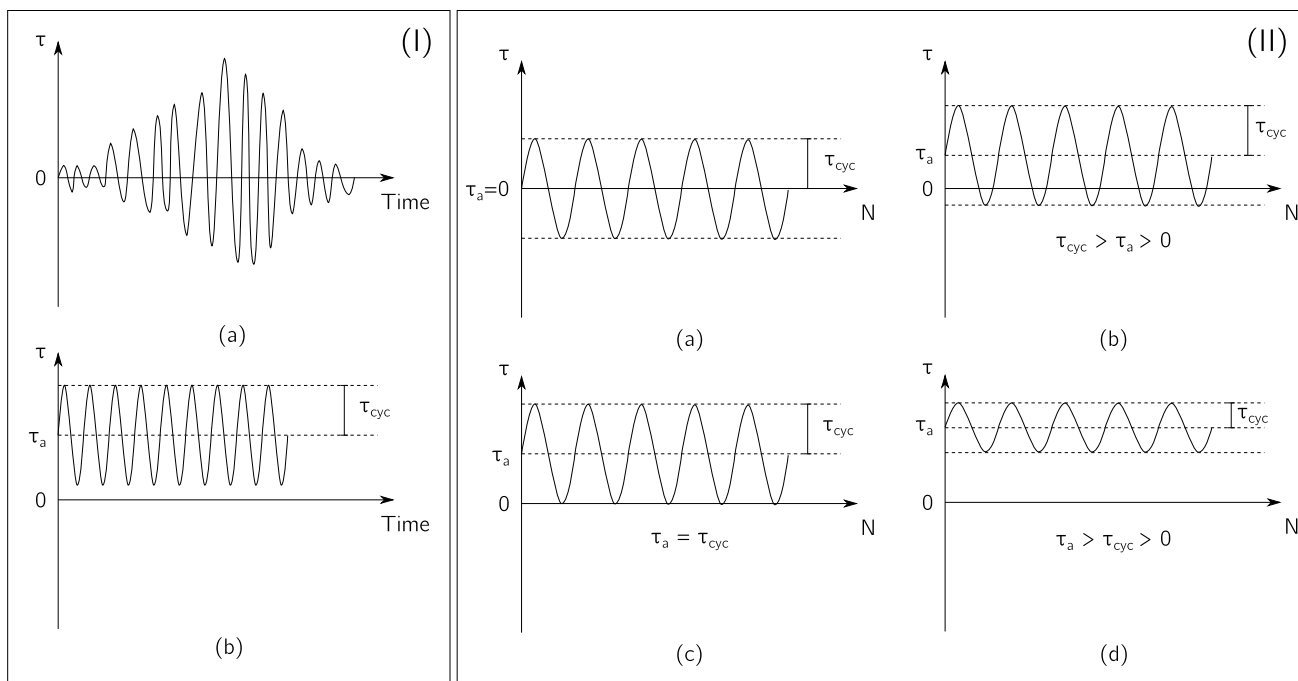 (I)
τ
0
Time
(a)
τ
τcyc
τa
0
Time
(b)
(II)
τ
τcyc
τa=0
N
(a)
τ
τcyc
τa
0
N
τcyc > τa > 0
(b)
τ
τcyc
τa
0
N
τa = τcyc
(c)
τ
τcyc
τa
0
N
τa > τcyc > 0
(d)